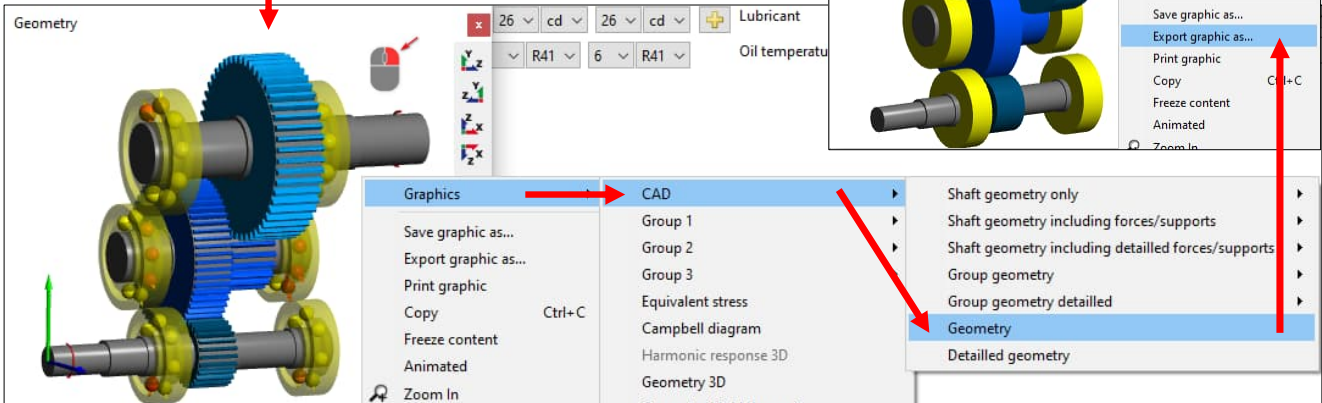 Geometry
x
26 cd 26 cd
R41 6 R41
Lubricant
Oil temperatu
Y
z
Y
z
z
x
x
z
Save graphic as...
Export graphic as...
Print graphic
Copy
Freeze content
Animated
Zoom In
Graphics
Save graphic as...
Export graphic as...
Print graphic
Copy Ctrl+C
Freeze content
Animated
Zoom In
CAD
Group 1
Group 2
Group 3
Equivalent stress
Campbell diagram
Harmonic response 3D
Geometry 3D
Shaft geometry only
Shaft geometry including forces/supports
Shaft geometry including detailled forces/supports
Group geometry
Group geometry detailled
Geometry
Detailled geometry